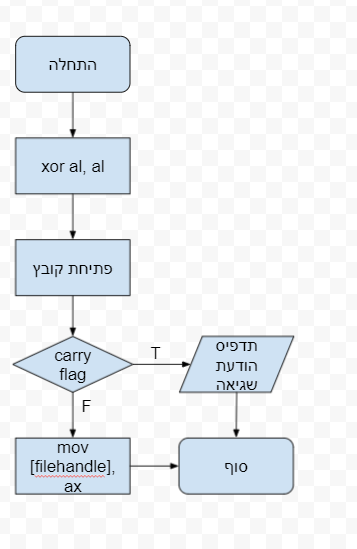 התחלה
xor al, al
פתיחת קובץ
carry
flag
T
תדפיס
הודעת
שגיאה
F
mov
[filehandle],
ax
סוף